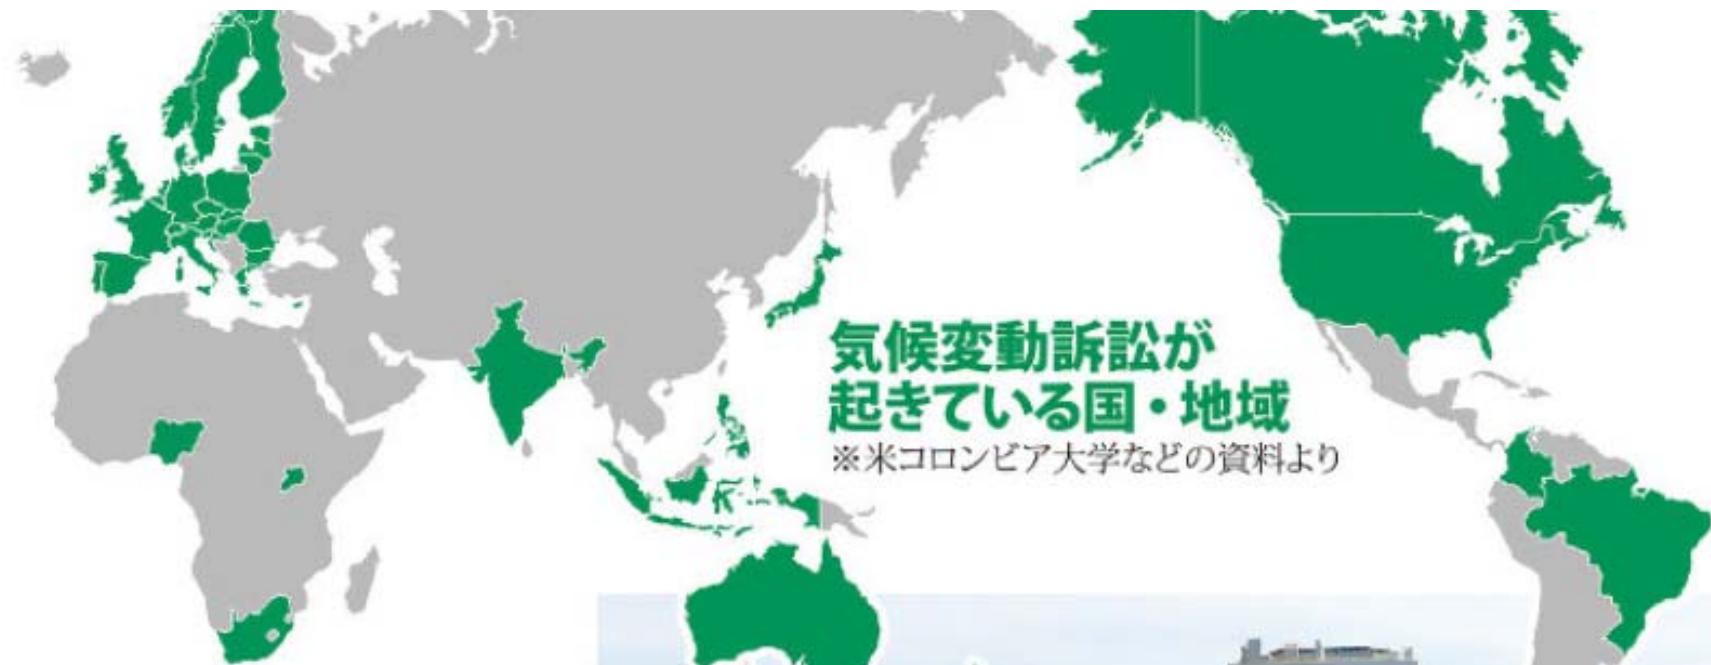 気候変動訴訟が
起きている国・地域
※米コロンビア大学などの資料より